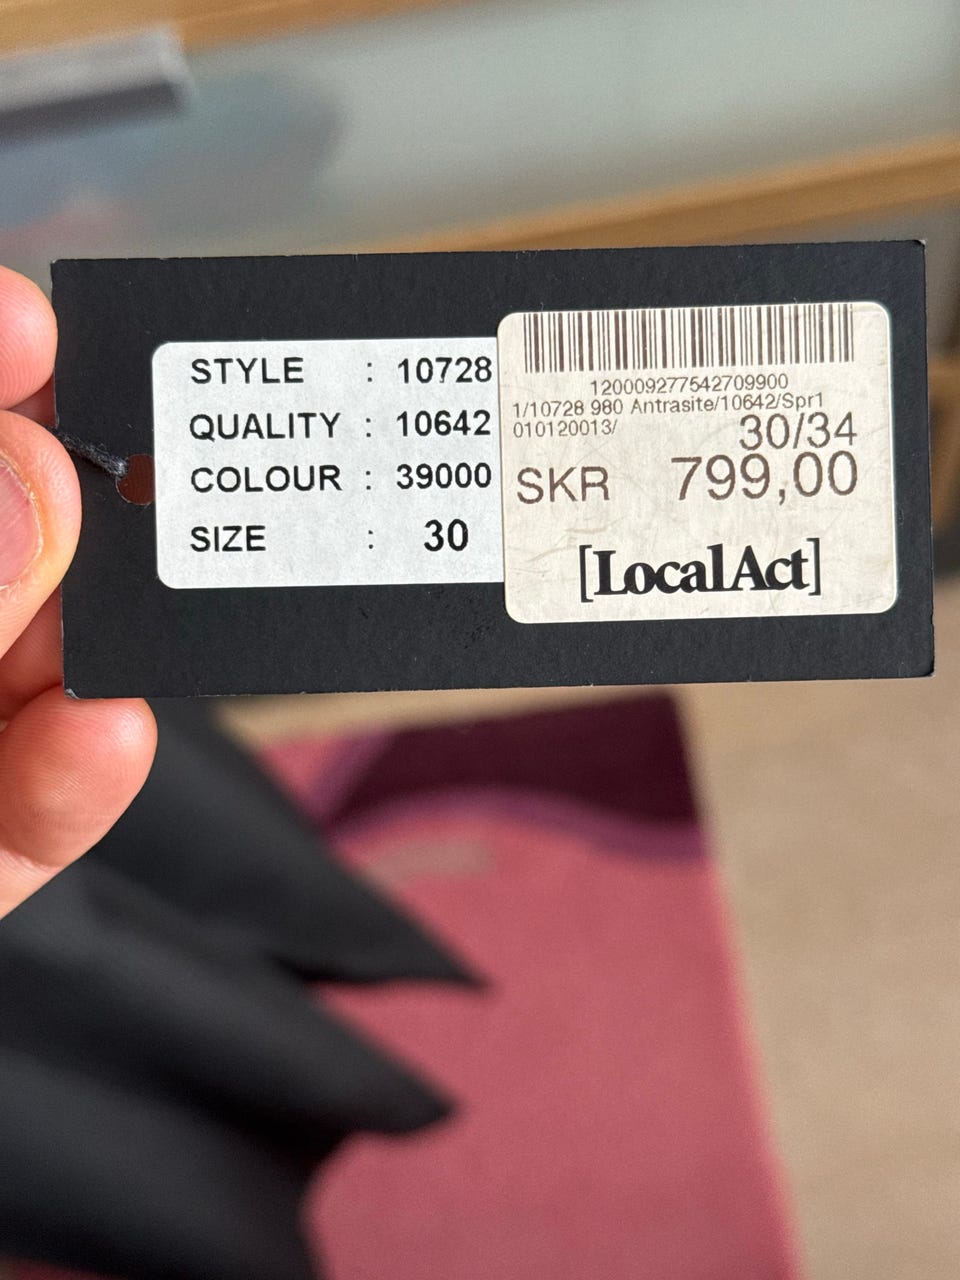 STYLE : 10728
QUALITY : 10642
COLOUR : 39000
SIZE : 30
120009277542709900
1/10728 980 Antrasite/10642/Spr1
010120013/
30/34
SKR 799,00
[LocalAct]